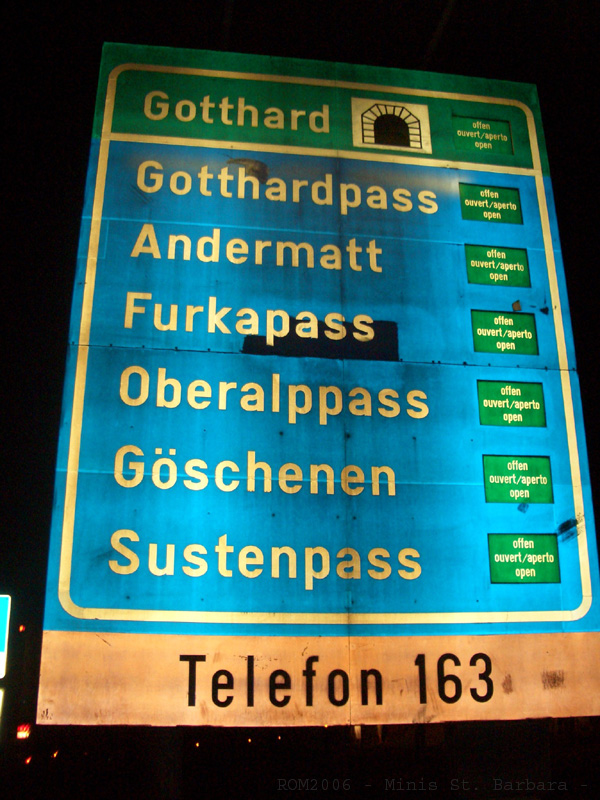 Gotthard
offen
ouvert/aperto
open
Gotthardpass
offen
ouvert/aperto
open
Andermatt
offen
ouvert/aperto
open
Furkapass
offen
ouvert/aperto
open
Oberalppass
offen
ouvert/aperto
open
Göschenen
offen
ouvert/aperto
open
Sustenpass
offen
ouvert/aperto
open
Telefon 163
ROM2006 - Minis St. Barbara -